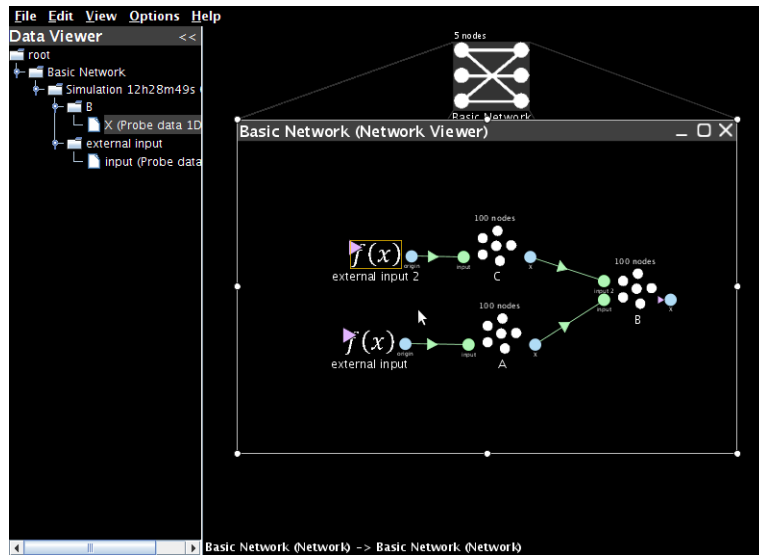 File Edit View Options Help
Data Viewer <<
root
Basic Network
Simulation 12h28m49s
B
X (Probe data 1D
external input
input (Probe data
5 nodes
Basic Network
Basic Network (Network Viewer)
100 nodes
f(x)
origin
input
X
external input 2
C
100 nodes
input 2
input
X
B
100 nodes
f(x)
origin
input
X
external input
A
Basic Network (Network) -> Basic Network (Network)